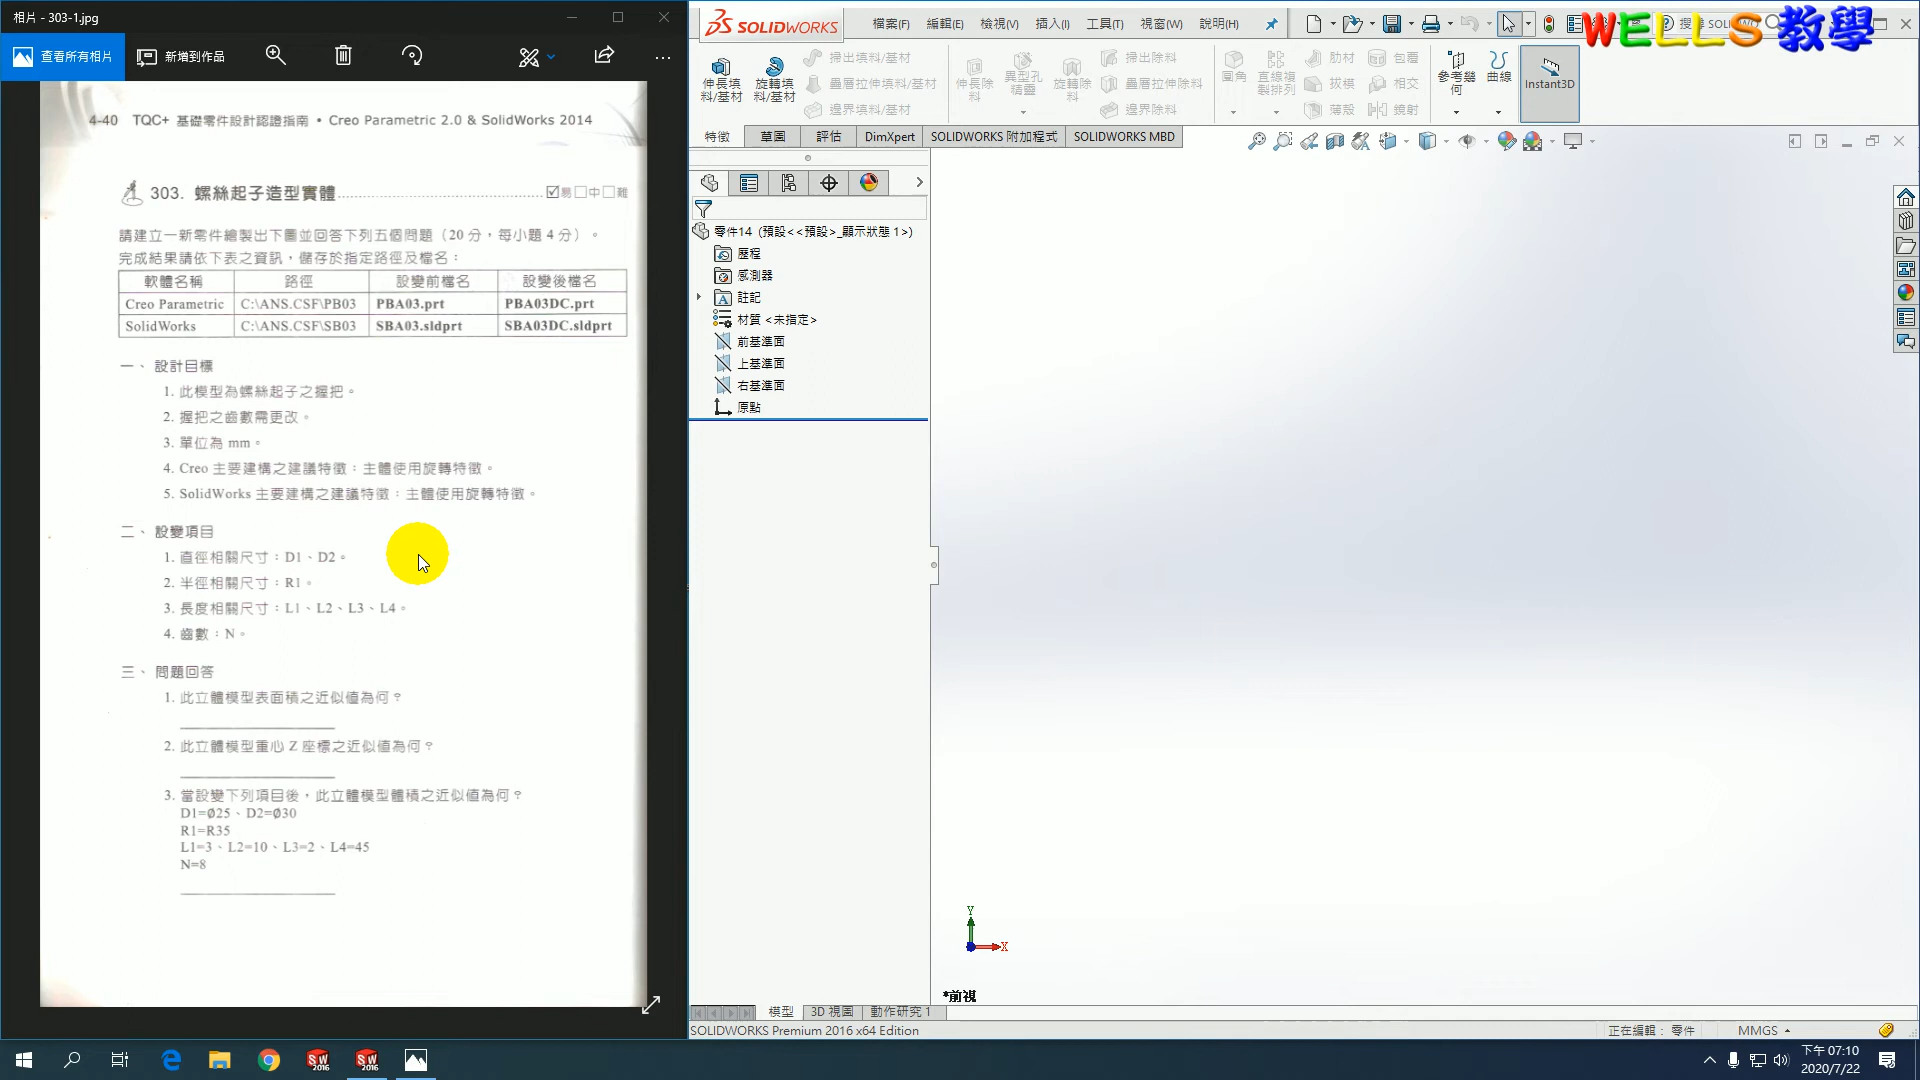 相片 - 303-1.jpg
查看所有相片
新增到作品
4-40 TQC+ 基礎零件設計認證指南 • Creo Parametric 2.0 & SolidWorks 2014
303. 螺絲起子造型實體 ☑易□中□難
請建立一新零件繪製出下圖並回答下列五個問題（20 分，每小題 4 分）。
完成結果請依下表之資訊，儲存於指定路徑及檔名：
軟體名稱 路徑 設變前檔名 設變後檔名
Creo Parametric C:\ANS.CSF\PB03 PBA03.prt PBA03DC.prt
SolidWorks C:\ANS.CSF\SB03 SBA03.sldprt SBA03DC.sldprt
一、 設計目標
1. 此模型為螺絲起子之握把。
2. 握把之齒數需更改。
3. 單位為 mm。
4. Creo 主要建構之建議特徵：主體使用旋轉特徵。
5. SolidWorks 主要建構之建議特徵：主體使用旋轉特徵。
二、 設變項目
1. 直徑相關尺寸：D1、D2。
2. 半徑相關尺寸：R1。
3. 長度相關尺寸：L1、L2、L3、L4。
4. 齒數：N。
三、 問題回答
1. 此立體模型表面積之近似值為何？
2. 此立體模型重心 Z 座標之近似值為何？
3. 當設變下列項目後，此立體模型體積之近似值為何？
D1=Ø25、D2=Ø30
R1=R35
L1=3、L2=10、L3=2、L4=45
N=8
SOLIDWORKS 檔案(F) 編輯(E) 檢視(V) 插入(I) 工具(T) 視窗(W) 說明(H)
WELLS 教學
伸長填料/基材
旋轉填料/基材
掃出填料/基材
疊層拉伸填料/基材
邊界填料/基材
伸長除料
異型孔精靈
旋轉除料
掃出除料
疊層拉伸除料
邊界除料
圓角
直線複製排列
肋材
拔模
薄殼
包覆
相交
鏡射
參考幾何
曲線
Instant3D
特徵 草圖 評估 DimXpert SOLIDWORKS 附加程式 SOLIDWORKS MBD
零件14 (預設<<預設>_顯示狀態 1>)
歷程
感測器
註記
材質 <未指定>
前基準面
上基準面
右基準面
原點
Y
X
*前視
模型 3D 視圖 動作研究 1
SOLIDWORKS Premium 2016 x64 Edition
正在編輯： 零件 MMGS
下午 07:10
2020/7/22